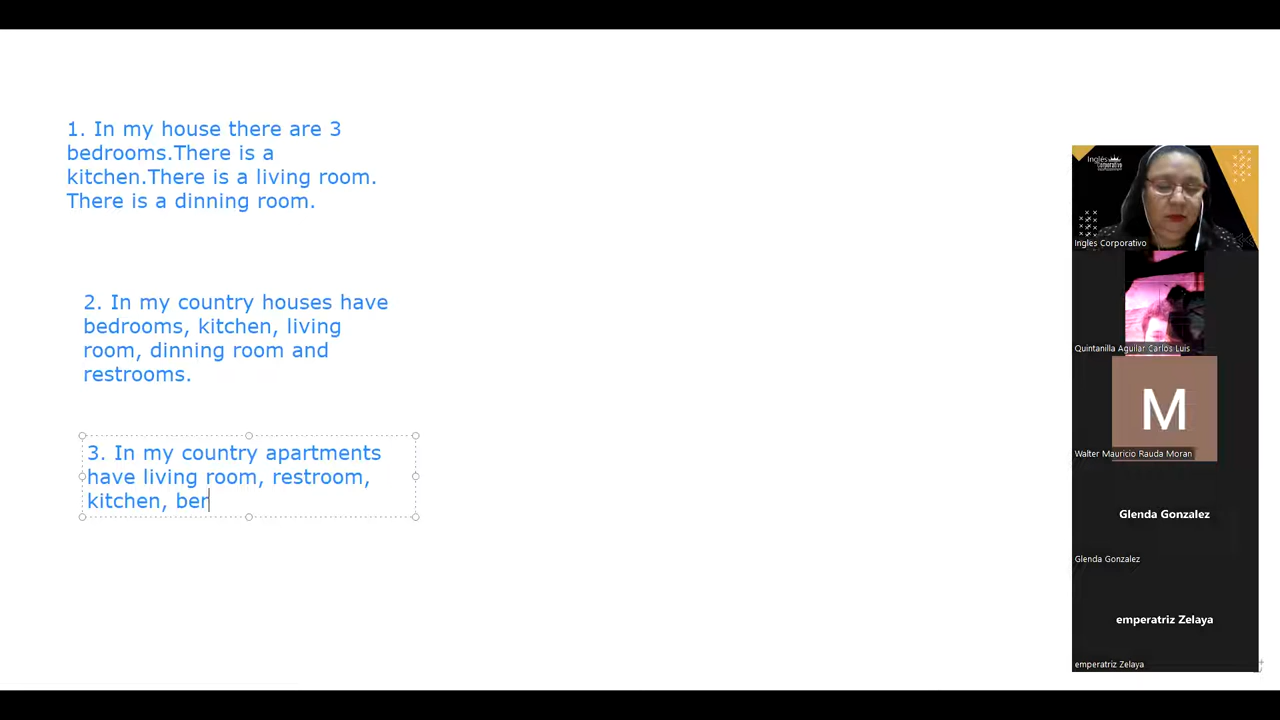 1. In my house there are 3
bedrooms.There is a
kitchen.There is a living room.
There is a dinning room.
2. In my country houses have
bedrooms, kitchen, living
room, dinning room and
restrooms.
3. In my country apartments
have living room, restroom,
kitchen, ber
Inglés
Corporativo
Ingles Corporativo
Quintanilla Aguilar Carlos Luis
M
Walter Mauricio Rauda Moran
Glenda Gonzalez
Glenda Gonzalez
emperatriz Zelaya
emperatriz Zelaya